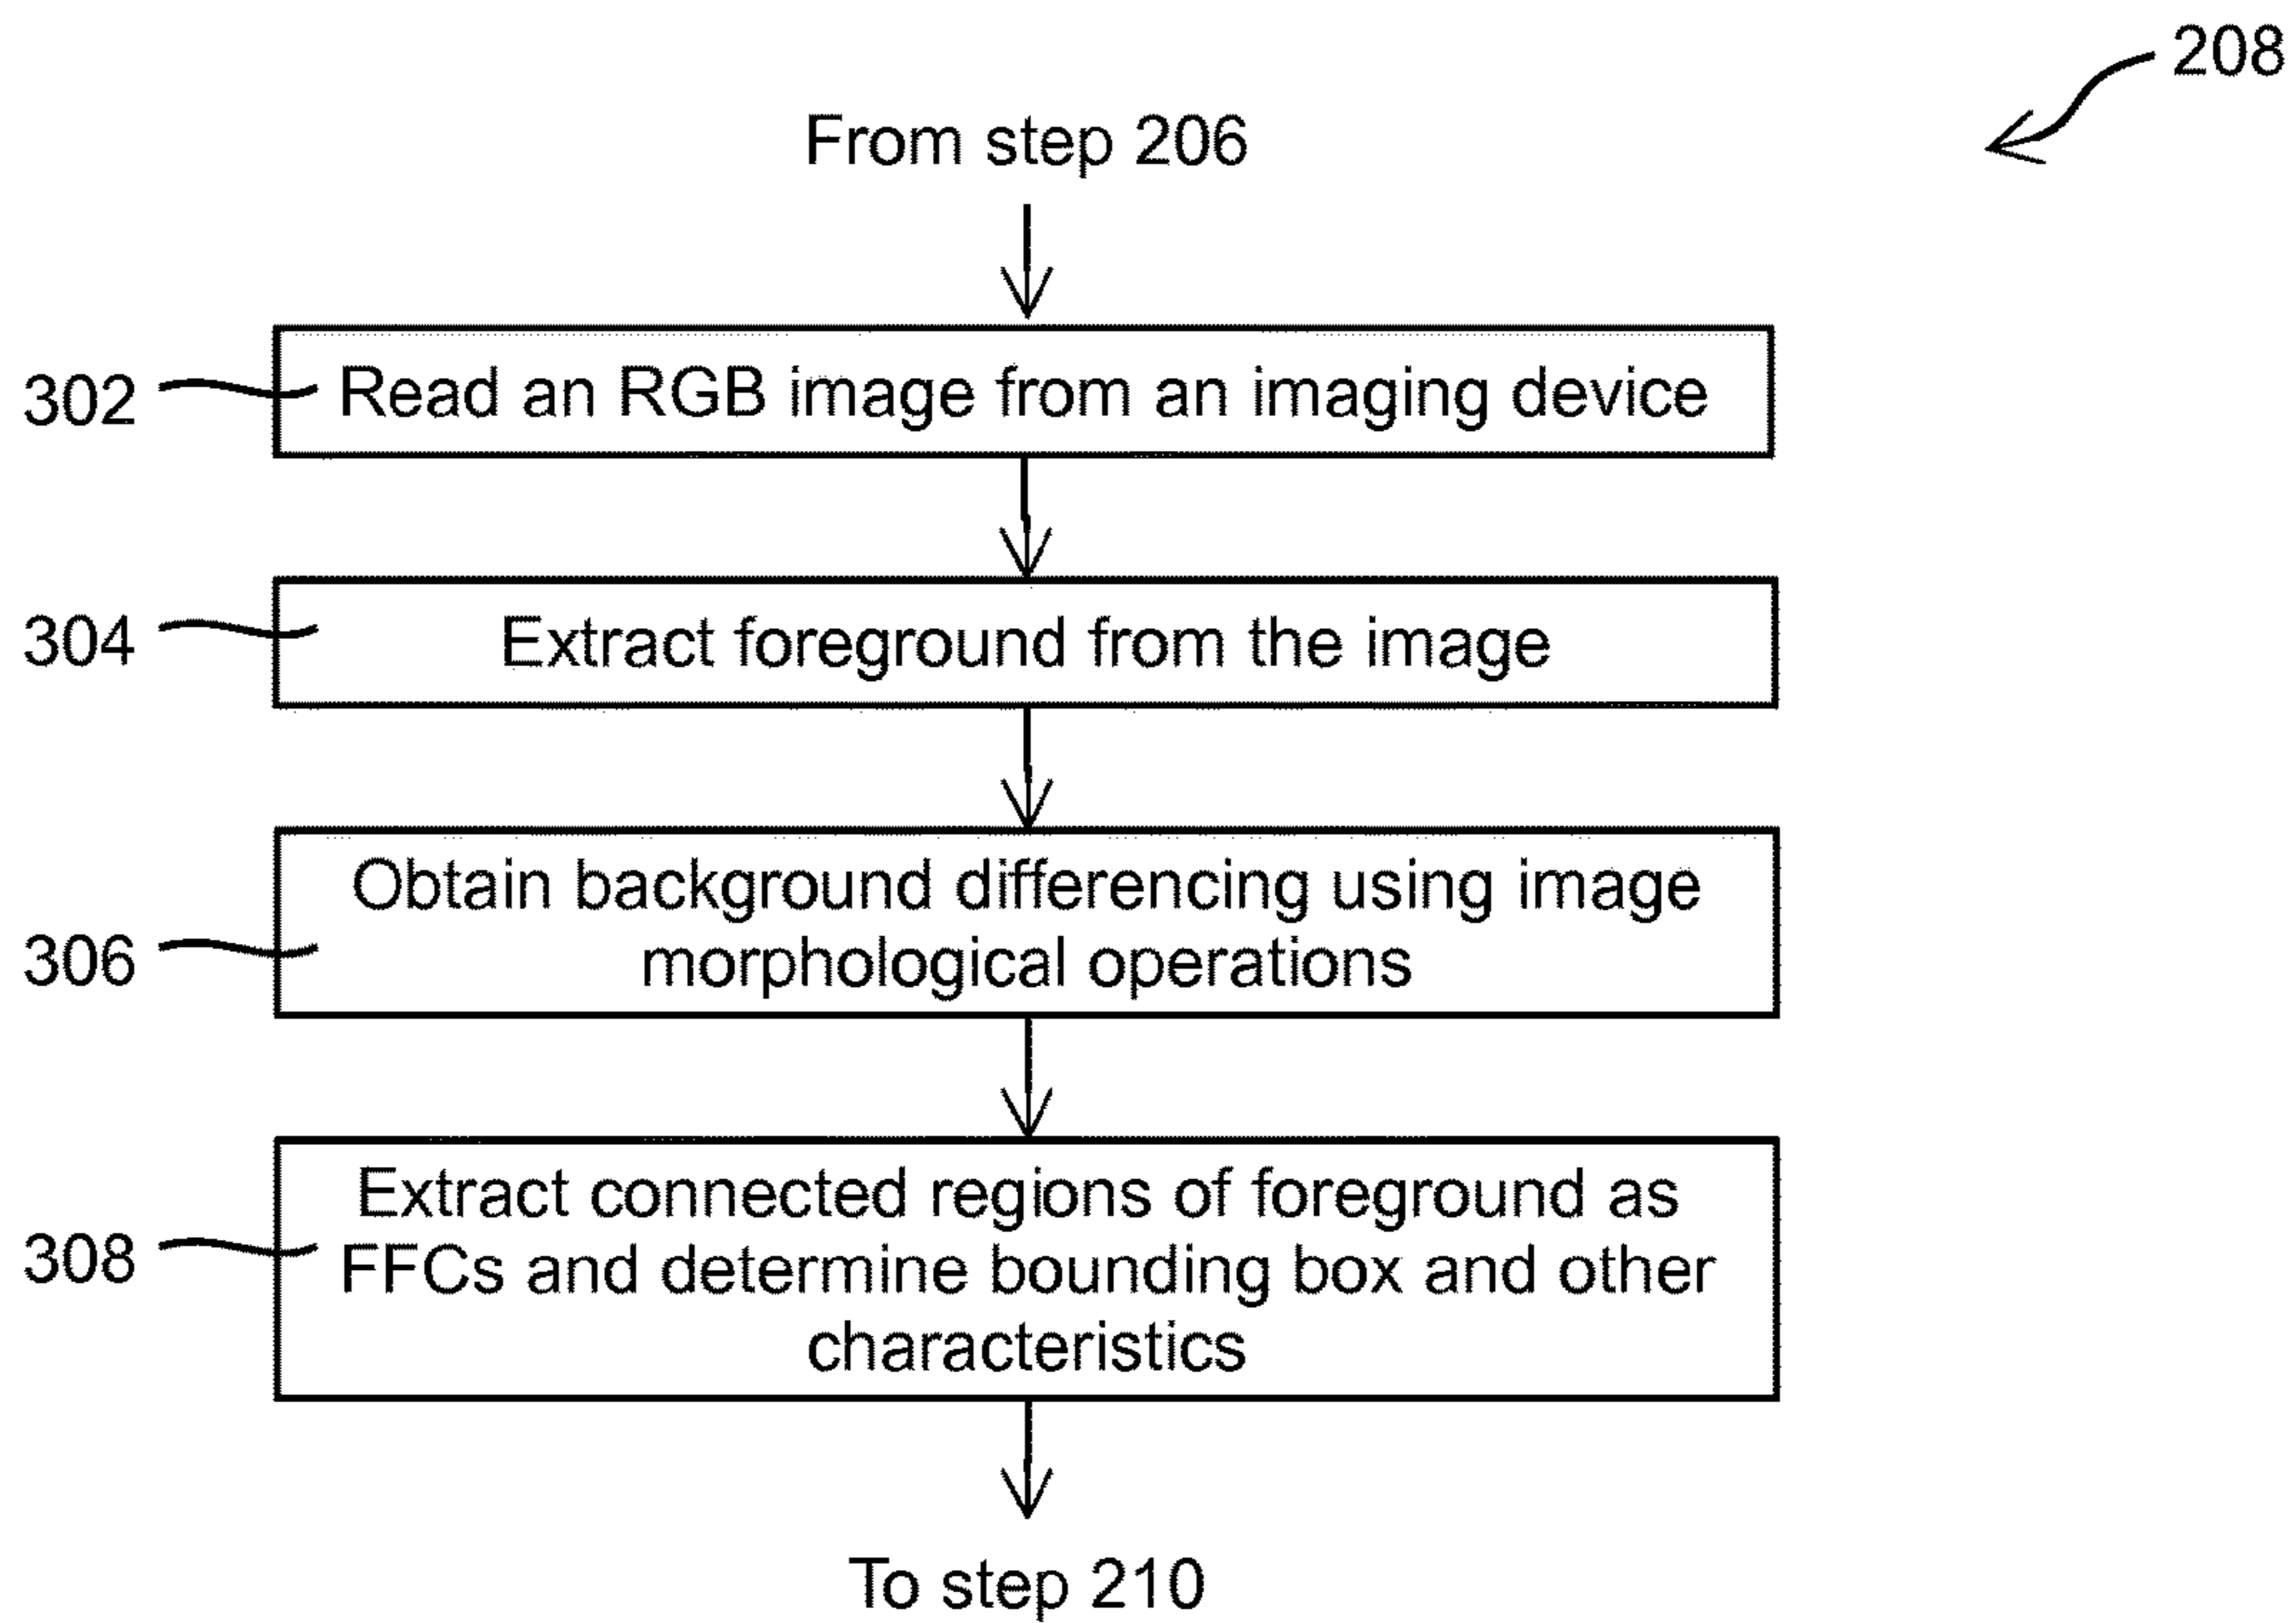 208
From step 206
302
Read an RGB image from an imaging device
304
Extract foreground from the image
306
Obtain background differencing using image
morphological operations
308
Extract connected regions of foreground as
FFCs and determine bounding box and other
characteristics
To step 210